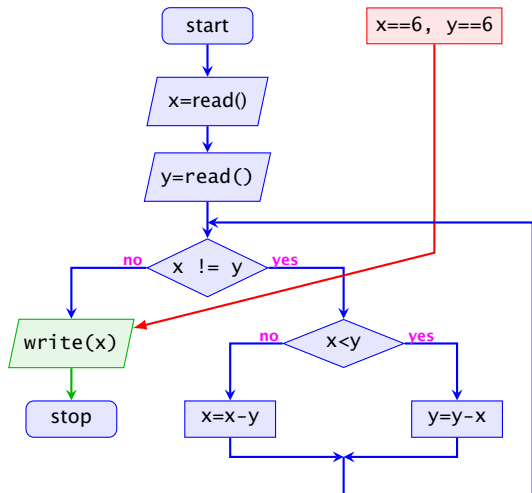 start
x==6, y==6
x=read()
y=read()
x != y
no
yes
write(x)
x<y
no
yes
stop
x=x-y
y=y-x